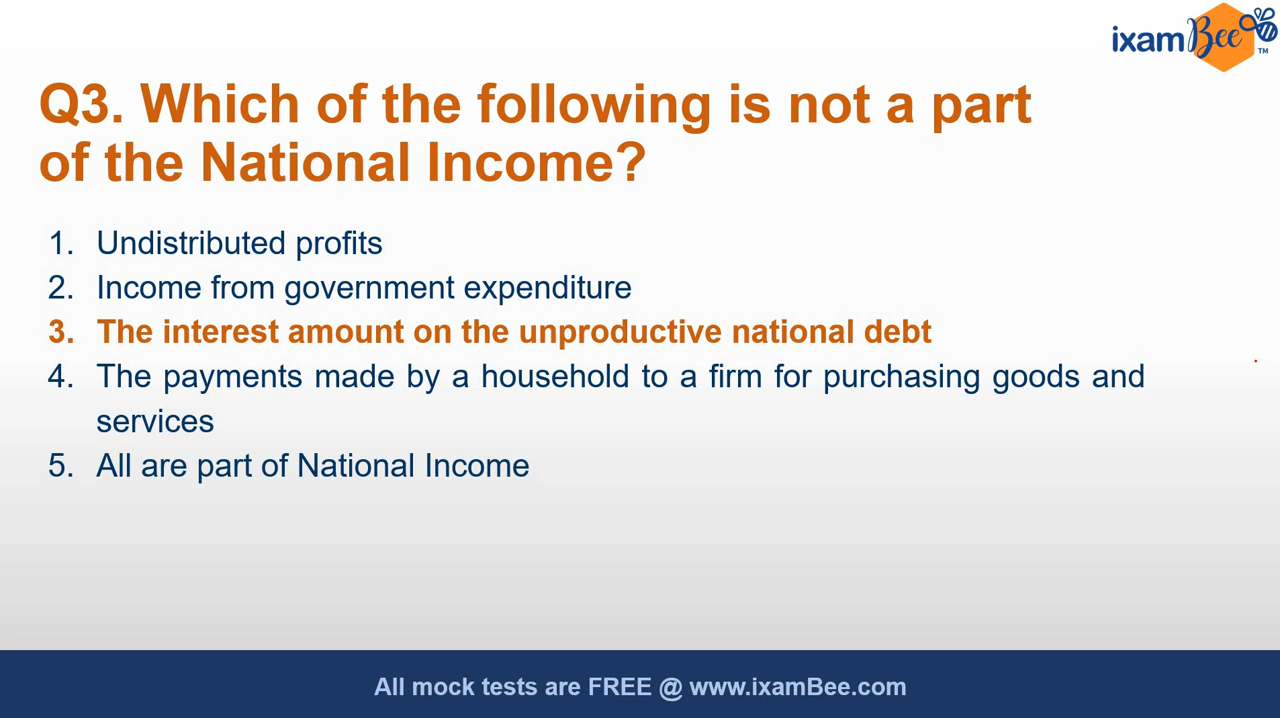 ixamBee™
Q3. Which of the following is not a part
of the National Income?
1. Undistributed profits
2. Income from government expenditure
3. The interest amount on the unproductive national debt
4. The payments made by a household to a firm for purchasing goods and
services
5. All are part of National Income
All mock tests are FREE @ www.ixamBee.com